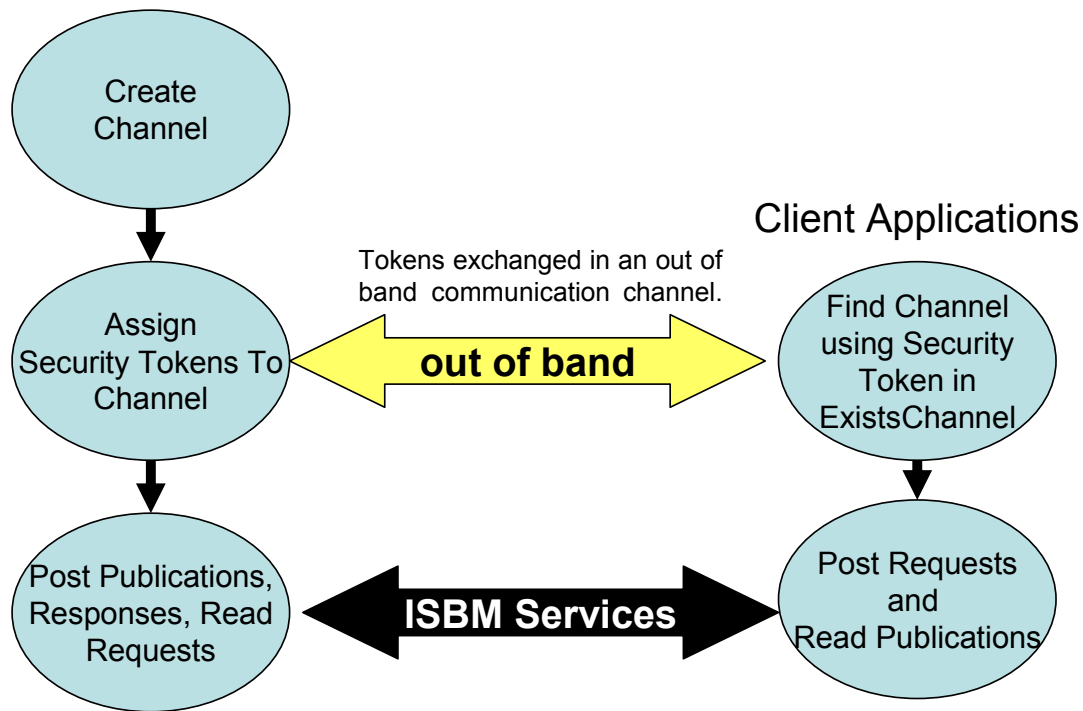 Create
Channel
Client Applications
Tokens exchanged in an out of
band communication channel.
Assign
Security Tokens To
Channel
out of band
Find Channel
using Security
Token in
ExistsChannel
Post Publications,
Responses, Read
Requests
ISBM Services
Post Requests
and
Read Publications